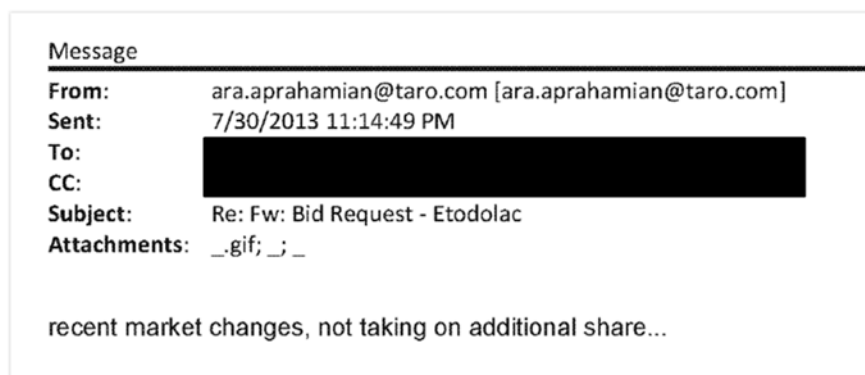 Message
From: ara.aprahamian@taro.com [ara.aprahamian@taro.com]
Sent: 7/30/2013 11:14:49 PM
To:
CC:
Subject: Re: Fw: Bid Request - Etodolac
Attachments: _.gif; _; _
recent market changes, not taking on additional share...